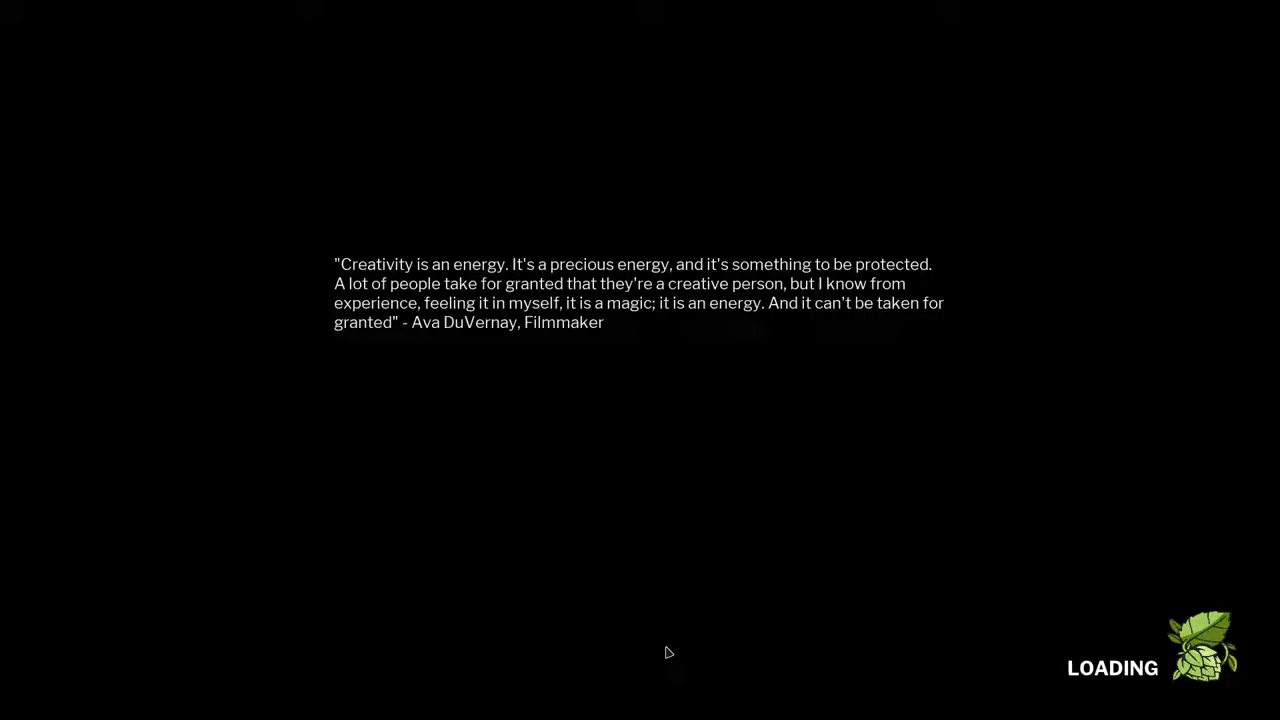 "Creativity is an energy. It's a precious energy, and it's something to be protected.
A lot of people take for granted that they're a creative person, but I know from
experience, feeling it in myself, it is a magic; it is an energy. And it can't be taken for
granted" - Ava DuVernay, Filmmaker
LOADING